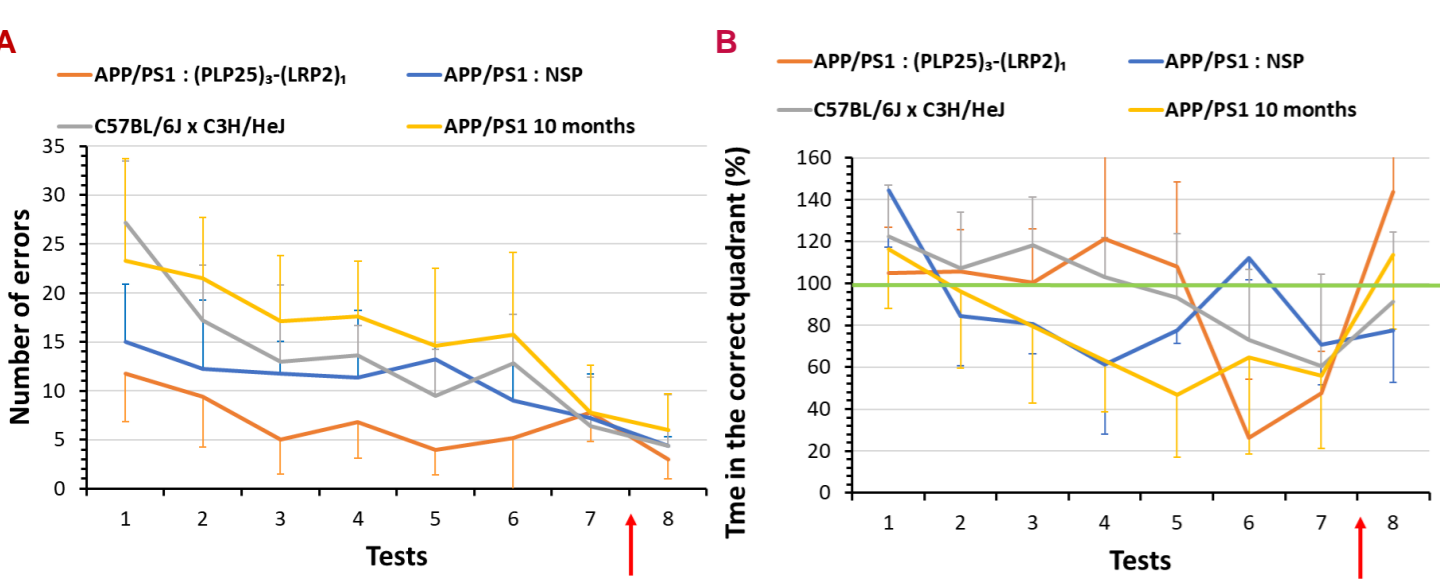 A
APP/PS1 : (PLP25)₃-(LRP2)₁
APP/PS1 : NSP
C57BL/6J x C3H/HeJ
APP/PS1 10 months
Number of errors
35
30
25
20
15
10
5
0
1 2 3 4 5 6 7 8
Tests
B
APP/PS1 : (PLP25)₃-(LRP2)₁
APP/PS1 : NSP
C57BL/6J x C3H/HeJ
APP/PS1 10 months
Tme in the correct quadrant (%)
160
140
120
100
80
60
40
20
0
1 2 3 4 5 6 7 8
Tests